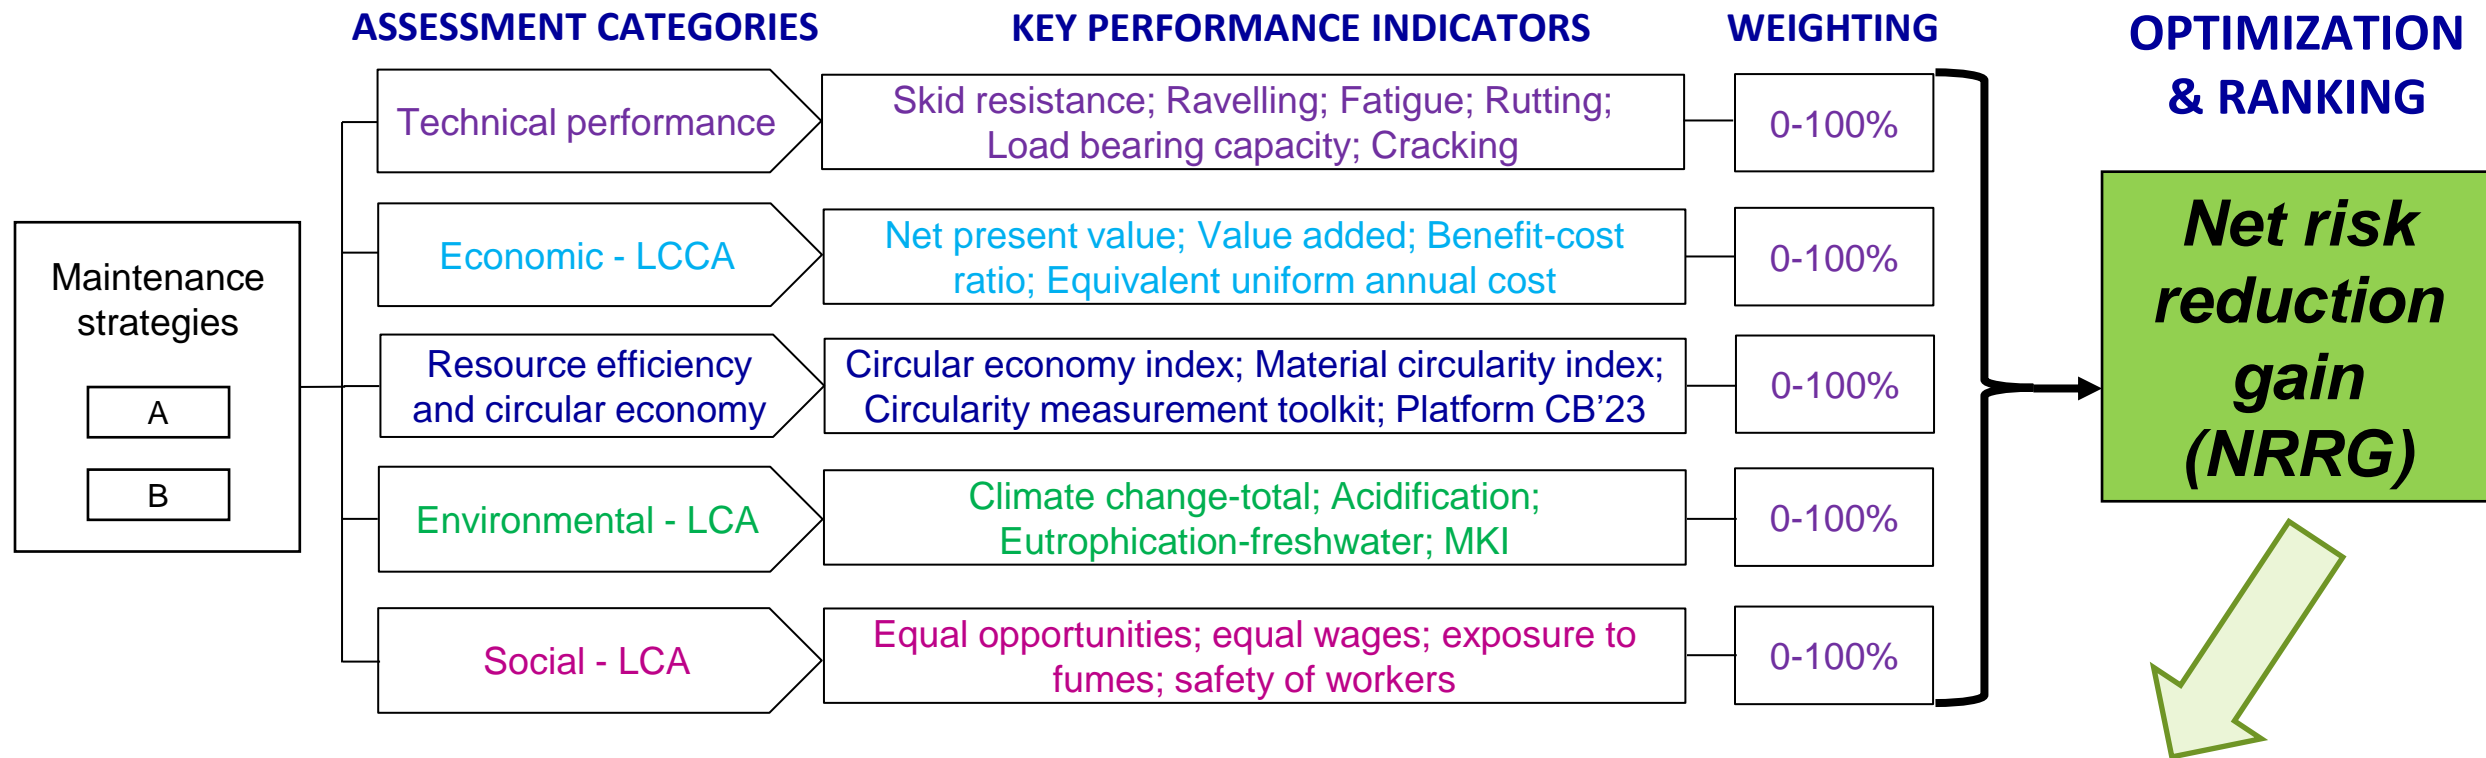 ASSESSMENT CATEGORIES
KEY PERFORMANCE INDICATORS
WEIGHTING
OPTIMIZATION
& RANKING
Maintenance
strategies
A
B
Technical performance
Skid resistance; Ravelling; Fatigue; Rutting;
Load bearing capacity; Cracking
0-100%
Economic - LCCA
Net present value; Value added; Benefit-cost
ratio; Equivalent uniform annual cost
0-100%
Resource efficiency
and circular economy
Circular economy index; Material circularity index;
Circularity measurement toolkit; Platform CB’23
0-100%
Environmental - LCA
Climate change-total; Acidification;
Eutrophication-freshwater; MKI
0-100%
Social - LCA
Equal opportunities; equal wages; exposure to
fumes; safety of workers
0-100%
Net risk
reduction
gain
(NRRG)